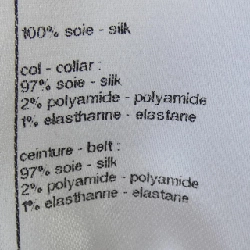 100% soie - silk
col - collar :
97% soie - silk
2% polyamide - polyamide
1% elasthanne - elastane
ceinture - belt :
97% soie - silk
2% polyamide - polyamide
1% elasthanne - elastane